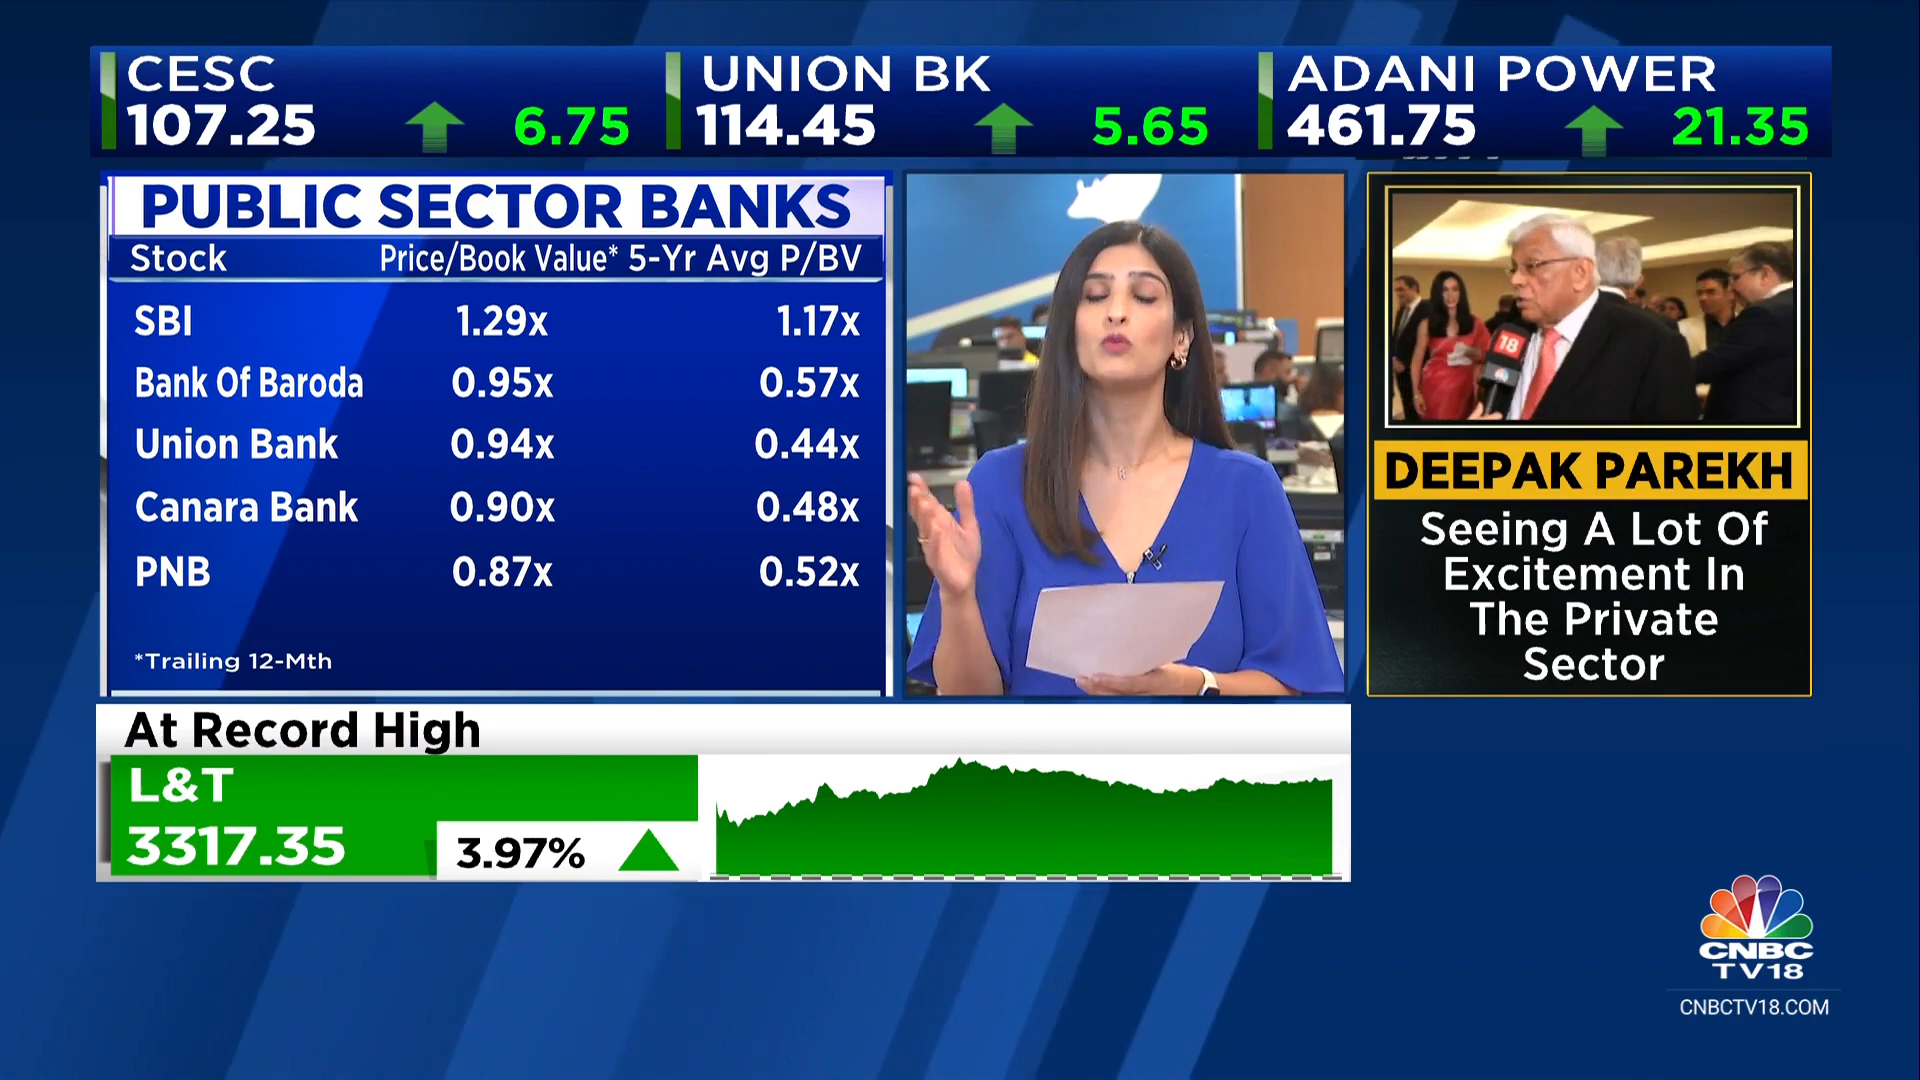 CESC
107.25 6.75
UNION BK
114.45 5.65
ADANI POWER
461.75 21.35
PUBLIC SECTOR BANKS
Stock Price/Book Value* 5-Yr Avg P/BV
SBI 1.29x 1.17x
Bank Of Baroda 0.95x 0.57x
Union Bank 0.94x 0.44x
Canara Bank 0.90x 0.48x
PNB 0.87x 0.52x
*Trailing 12-Mth
18
DEEPAK PAREKH
Seeing A Lot Of
Excitement In
The Private
Sector
At Record High
L&T
3317.35 3.97%
CNBC
TV18
CNBCTV18.COM